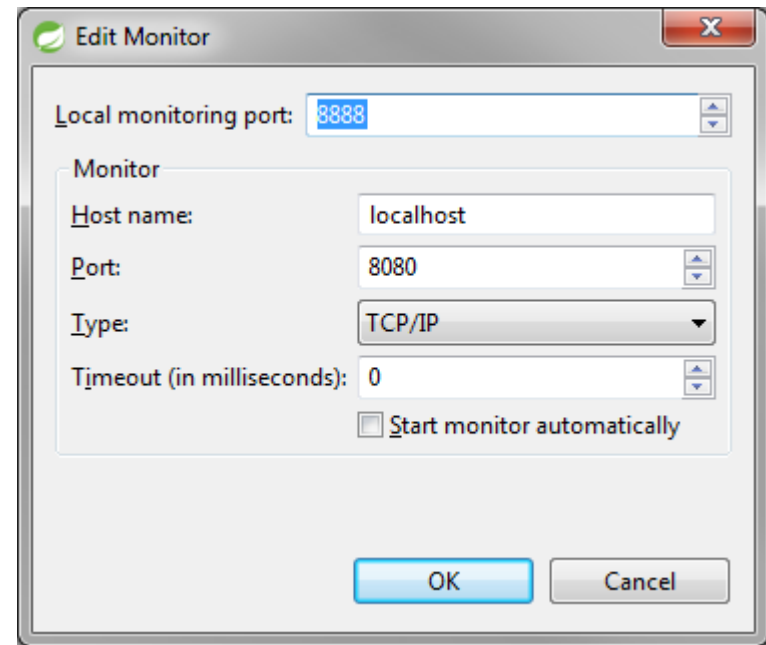 Edit Monitor
Local monitoring port: 8888
Monitor
Host name: localhost
Port: 8080
Type: TCP/IP
Timeout (in milliseconds): 0
Start monitor automatically
OK Cancel